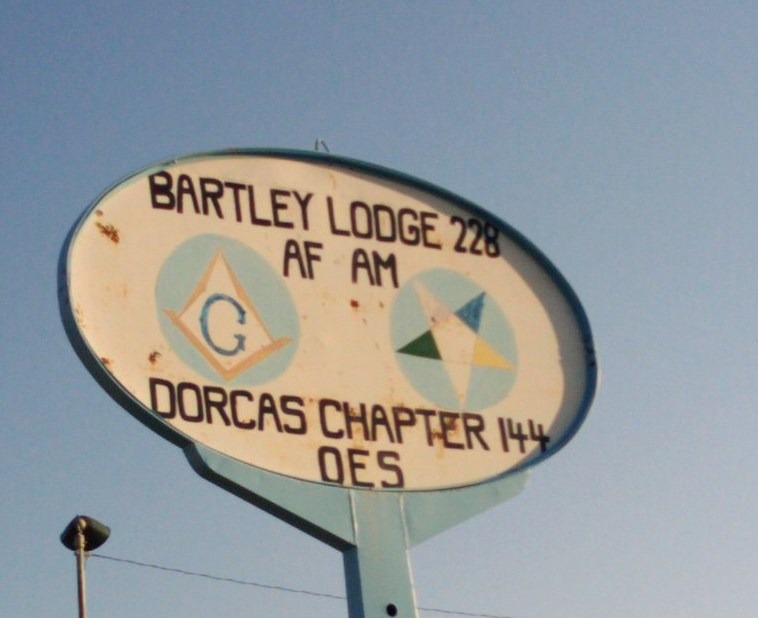 BARTLEY LODGE 228
AF AM
G
DORCAS CHAPTER 144
OES